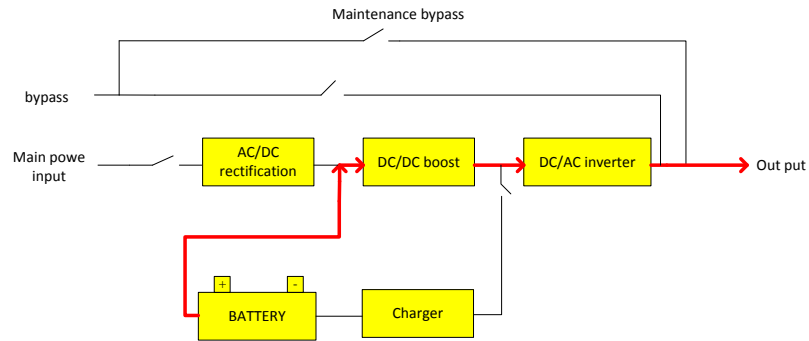 Maintenance bypass
bypass
Main powe
input
AC/DC
rectification
DC/DC boost
DC/AC inverter
Out put
+
-
BATTERY
Charger